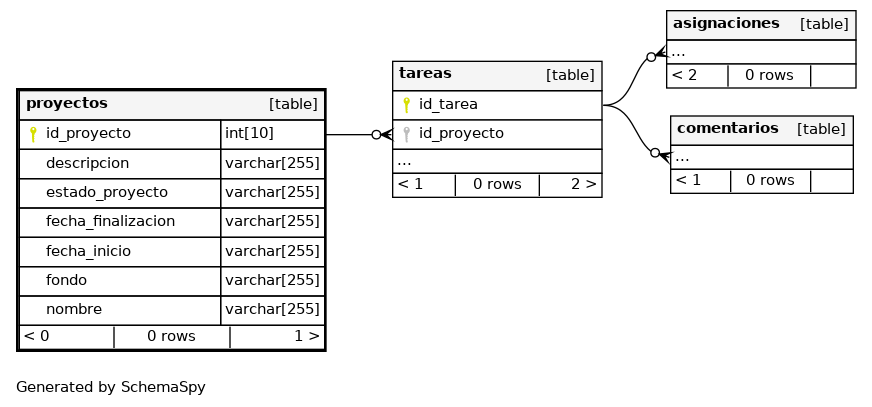 proyectos [table]
id_proyecto int[10]
descripcion varchar[255]
estado_proyecto varchar[255]
fecha_finalizacion varchar[255]
fecha_inicio varchar[255]
fondo varchar[255]
nombre varchar[255]
< 0 0 rows 1 >
tareas [table]
id_tarea
id_proyecto
...
< 1 0 rows 2 >
asignaciones [table]
...
< 2 0 rows
comentarios [table]
...
< 1 0 rows
Generated by SchemaSpy